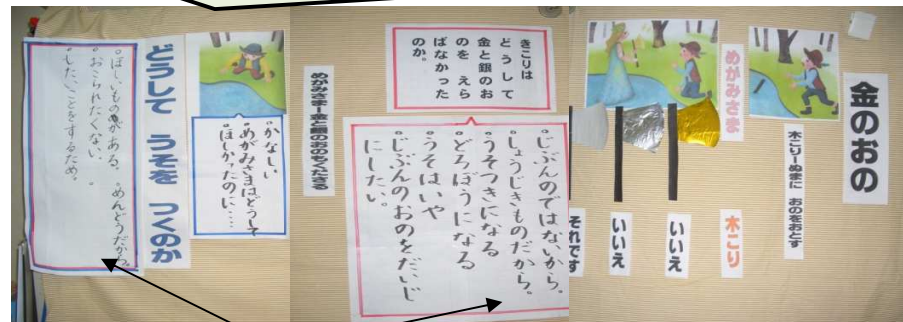 金のおの
木こりーぬまに おのをおとす
めがみさま
木こり
いいえ
いいえ
それです
きこりは
どうして
金と銀のお
のを えら
ばなかった
のか。
・じぶんのではないから。
・しょうじきものだから。
・うそつきになる
・どろぼうになる
・うそはいや
・じぶんのおのをだいじ
にしたい。
めがみさまー金と銀のおのもくださる
・かなしい
・めがみさまはどうして
ほしかったのに……
どうして うそを つくのか
・ほしいものがある。
・めんどうだから。
・おこられたくない。
・したいことをするため。